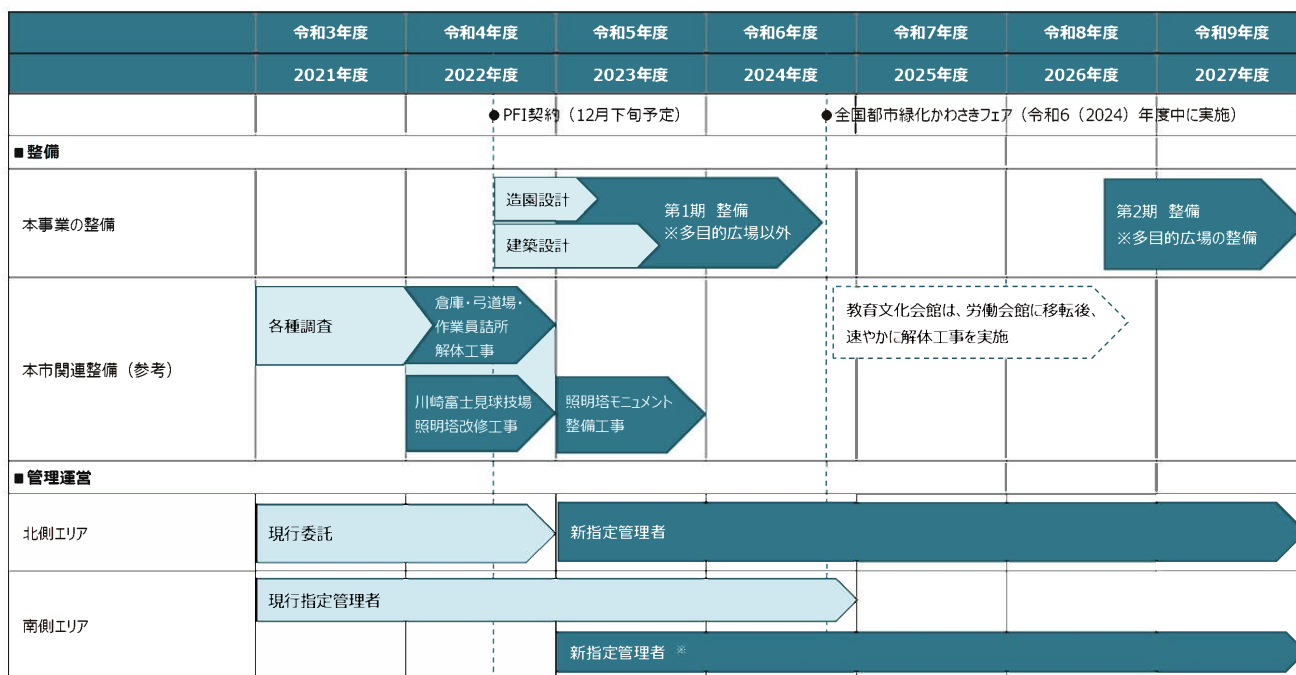 令和3年度 令和4年度 令和5年度 令和6年度 令和7年度 令和8年度 令和9年度
2021年度 2022年度 2023年度 2024年度 2025年度 2026年度 2027年度
●PFI契約（12月下旬予定） ●全国都市緑化かわさきフェア（令和6（2024）年度中に実施）
■整備
本事業の整備
造園設計
建築設計
第1期 整備
※多目的広場以外
第2期 整備
※多目的広場の整備
本市関連整備（参考）
各種調査
倉庫・弓道場・
作業員詰所
解体工事
教育文化会館は、労働会館に移転後、
速やかに解体工事を実施
川崎富士見球技場
照明塔改修工事
照明塔モニュメント
整備工事
■管理運営
北側エリア
現行委託
新指定管理者
南側エリア
現行指定管理者
新指定管理者 ※